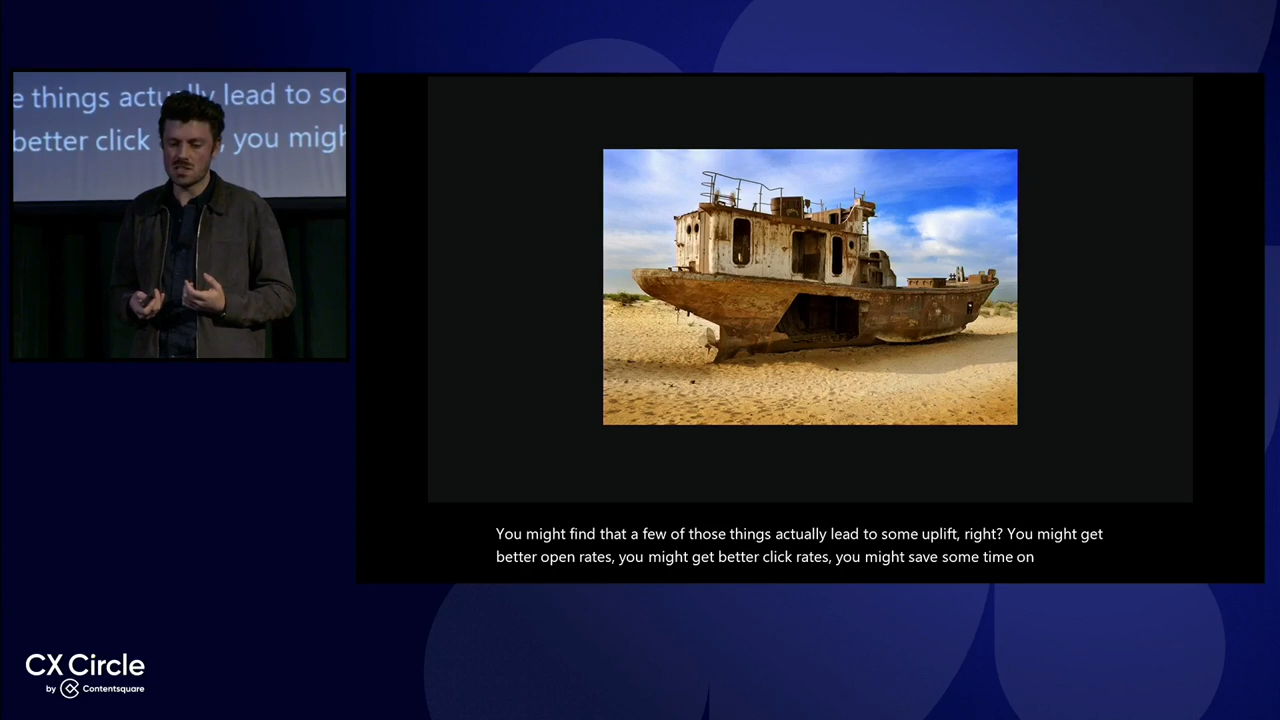 e things actually lead to so
better click , you migh
You might find that a few of those things actually lead to some uplift, right? You might get
better open rates, you might get better click rates, you might save some time on
CX Circle
by Contentsquare